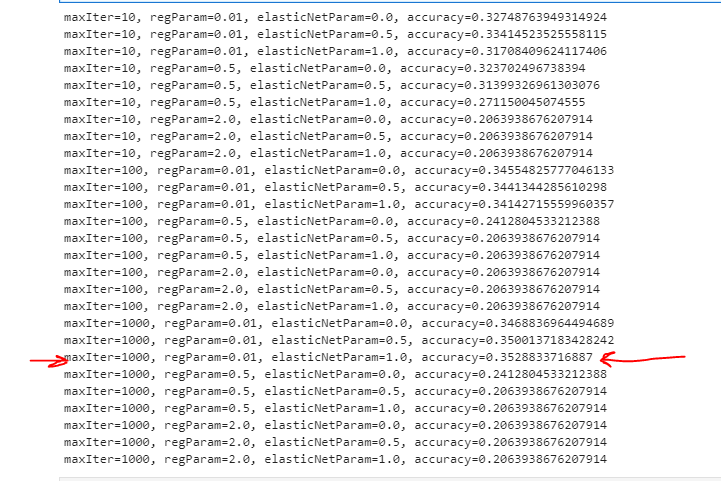 maxIter=10, regParam=0.01, elasticNetParam=0.0, accuracy=0.32748763949314924
maxIter=10, regParam=0.01, elasticNetParam=0.5, accuracy=0.33414523525558115
maxIter=10, regParam=0.01, elasticNetParam=1.0, accuracy=0.31708409624117406
maxIter=10, regParam=0.5, elasticNetParam=0.0, accuracy=0.323702496738394
maxIter=10, regParam=0.5, elasticNetParam=0.5, accuracy=0.31399326961303076
maxIter=10, regParam=0.5, elasticNetParam=1.0, accuracy=0.271150045074555
maxIter=10, regParam=2.0, elasticNetParam=0.0, accuracy=0.2063938676207914
maxIter=10, regParam=2.0, elasticNetParam=0.5, accuracy=0.2063938676207914
maxIter=10, regParam=2.0, elasticNetParam=1.0, accuracy=0.2063938676207914
maxIter=100, regParam=0.01, elasticNetParam=0.0, accuracy=0.34554825777046133
maxIter=100, regParam=0.01, elasticNetParam=0.5, accuracy=0.3441344285610298
maxIter=100, regParam=0.01, elasticNetParam=1.0, accuracy=0.34142715559960357
maxIter=100, regParam=0.5, elasticNetParam=0.0, accuracy=0.2412804533212388
maxIter=100, regParam=0.5, elasticNetParam=0.5, accuracy=0.2063938676207914
maxIter=100, regParam=0.5, elasticNetParam=1.0, accuracy=0.2063938676207914
maxIter=100, regParam=2.0, elasticNetParam=0.0, accuracy=0.2063938676207914
maxIter=100, regParam=2.0, elasticNetParam=0.5, accuracy=0.2063938676207914
maxIter=100, regParam=2.0, elasticNetParam=1.0, accuracy=0.2063938676207914
maxIter=1000, regParam=0.01, elasticNetParam=0.0, accuracy=0.3468836964494689
maxIter=1000, regParam=0.01, elasticNetParam=0.5, accuracy=0.3500137183428242
maxIter=1000, regParam=0.01, elasticNetParam=1.0, accuracy=0.3528833716887
maxIter=1000, regParam=0.5, elasticNetParam=0.0, accuracy=0.2412804533212388
maxIter=1000, regParam=0.5, elasticNetParam=0.5, accuracy=0.2063938676207914
maxIter=1000, regParam=0.5, elasticNetParam=1.0, accuracy=0.2063938676207914
maxIter=1000, regParam=2.0, elasticNetParam=0.0, accuracy=0.2063938676207914
maxIter=1000, regParam=2.0, elasticNetParam=0.5, accuracy=0.2063938676207914
maxIter=1000, regParam=2.0, elasticNetParam=1.0, accuracy=0.2063938676207914